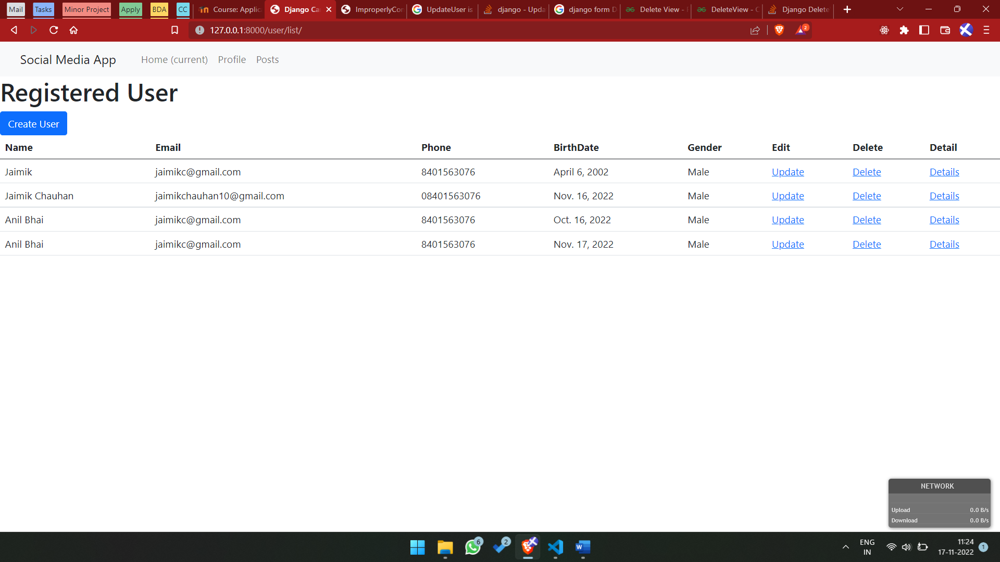 Mail Tasks Minor Project Apply BDA CC Course: Applic Django Ca ImproperlyCon UpdateUser is django - Upda django form D Delete View - DeleteView - C Django Delete
127.0.0.1:8000/user/list/ 2
Social Media App Home (current) Profile Posts
Registered User
Create User
Name Email Phone BirthDate Gender Edit Delete Detail
Jaimik jaimikc@gmail.com 8401563076 April 6, 2002 Male Update Delete Details
Jaimik Chauhan jaimikchauhan10@gmail.com 08401563076 Nov. 16, 2022 Male Update Delete Details
Anil Bhai jaimikc@gmail.com 8401563076 Oct. 16, 2022 Male Update Delete Details
Anil Bhai jaimikc@gmail.com 8401563076 Nov. 17, 2022 Male Update Delete Details
NETWORK
Upload 0.0 B/s
Download 0.0 B/s
6 2 W ENG 11:24
IN 17-11-2022 1